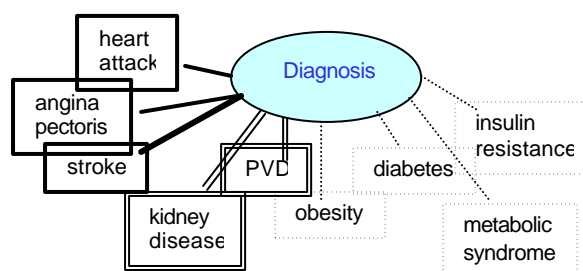 heart
attack
Diagnosis
angina
pectoris
stroke
PVD
kidney
disease
obesity
diabetes
insulin
resistance
metabolic
syndrome